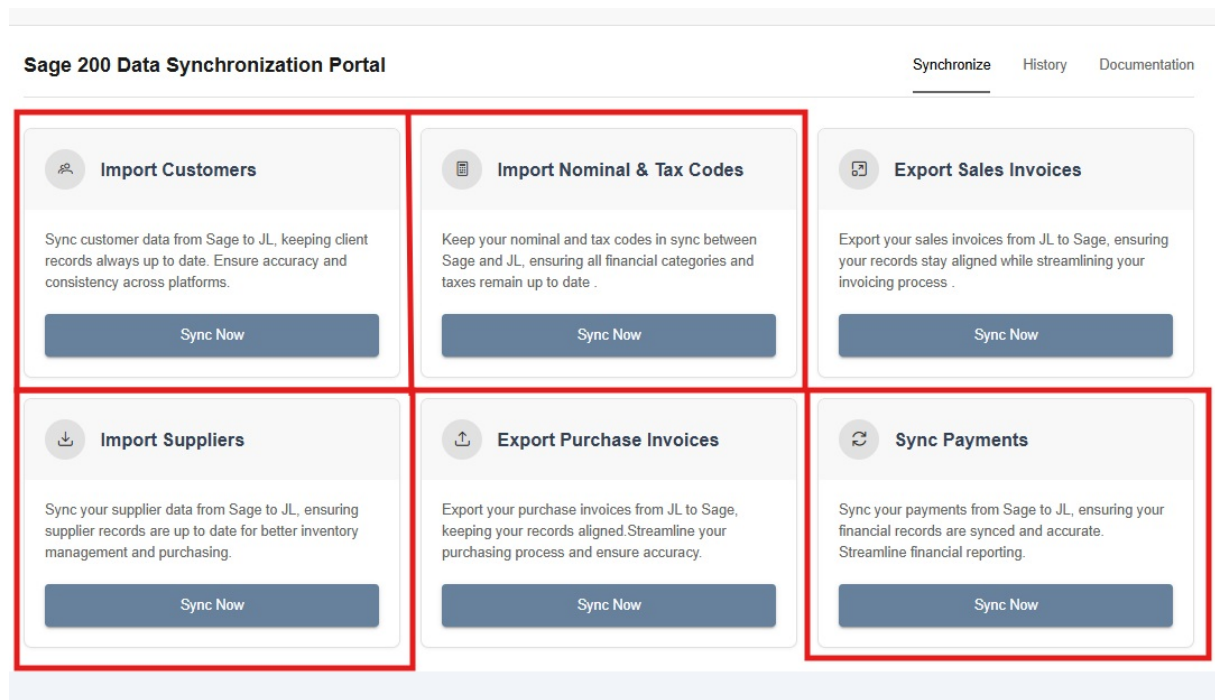 Sage 200 Data Synchronization Portal
Synchronize History Documentation
Import Customers
Sync customer data from Sage to JL, keeping client
records always up to date. Ensure accuracy and
consistency across platforms.
Sync Now
Import Nominal & Tax Codes
Keep your nominal and tax codes in sync between
Sage and JL, ensuring all financial categories and
taxes remain up to date .
Sync Now
Export Sales Invoices
Export your sales invoices from JL to Sage, ensuring
your records stay aligned while streamlining your
invoicing process .
Sync Now
Import Suppliers
Sync your supplier data from Sage to JL, ensuring
supplier records are up to date for better inventory
management and purchasing.
Sync Now
Export Purchase Invoices
Export your purchase invoices from JL to Sage,
keeping your records aligned.Streamline your
purchasing process and ensure accuracy.
Sync Now
Sync Payments
Sync your payments from Sage to JL, ensuring your
financial records are synced and accurate.
Streamline financial reporting.
Sync Now